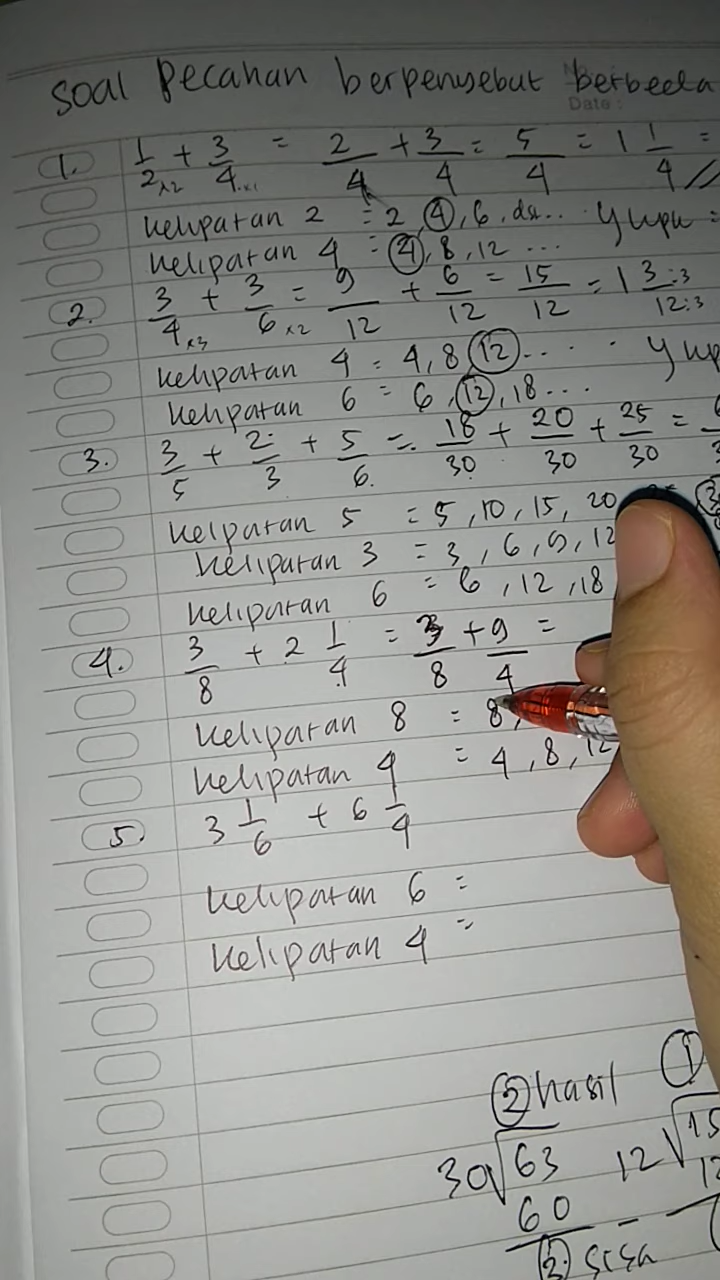 soal Pecahan berpenyebut berbeda
Date :
1. 1/2 ×2 + 3/4 ×1 = 2/4 + 3/4 = 5/4 = 1 1/4 =
Kelipatan 2 = 2, 4, 6, ...
Kelipatan 4 = 4, 8, 12 ...
2. 3/4 ×3 + 3/6 ×2 = 9/12 + 6/12 = 15/12 = 1 3:3/12:3
Kelipatan 4 = 4, 8, 12 ....
Kelipatan 6 = 6, 12, 18 ...
3. 3/5 + 2/3 + 5/6 = 18/30 + 20/30 + 25/30 =
Kelipatan 5 = 5, 10, 15, 20
Kelipatan 3 = 3, 6, 9, 12
Kelipatan 6 = 6, 12, 18
4. 3/8 + 2 1/4 = 3/8 + 9/4 =
Kelipatan 8 = 8,
Kelipatan 4 = 4, 8, 12
5. 3 1/6 + 6 1/4
Kelipatan 6 =
Kelipatan 4 =
2 hasil 1
30√63 12√15
60 - 12
3 sisa